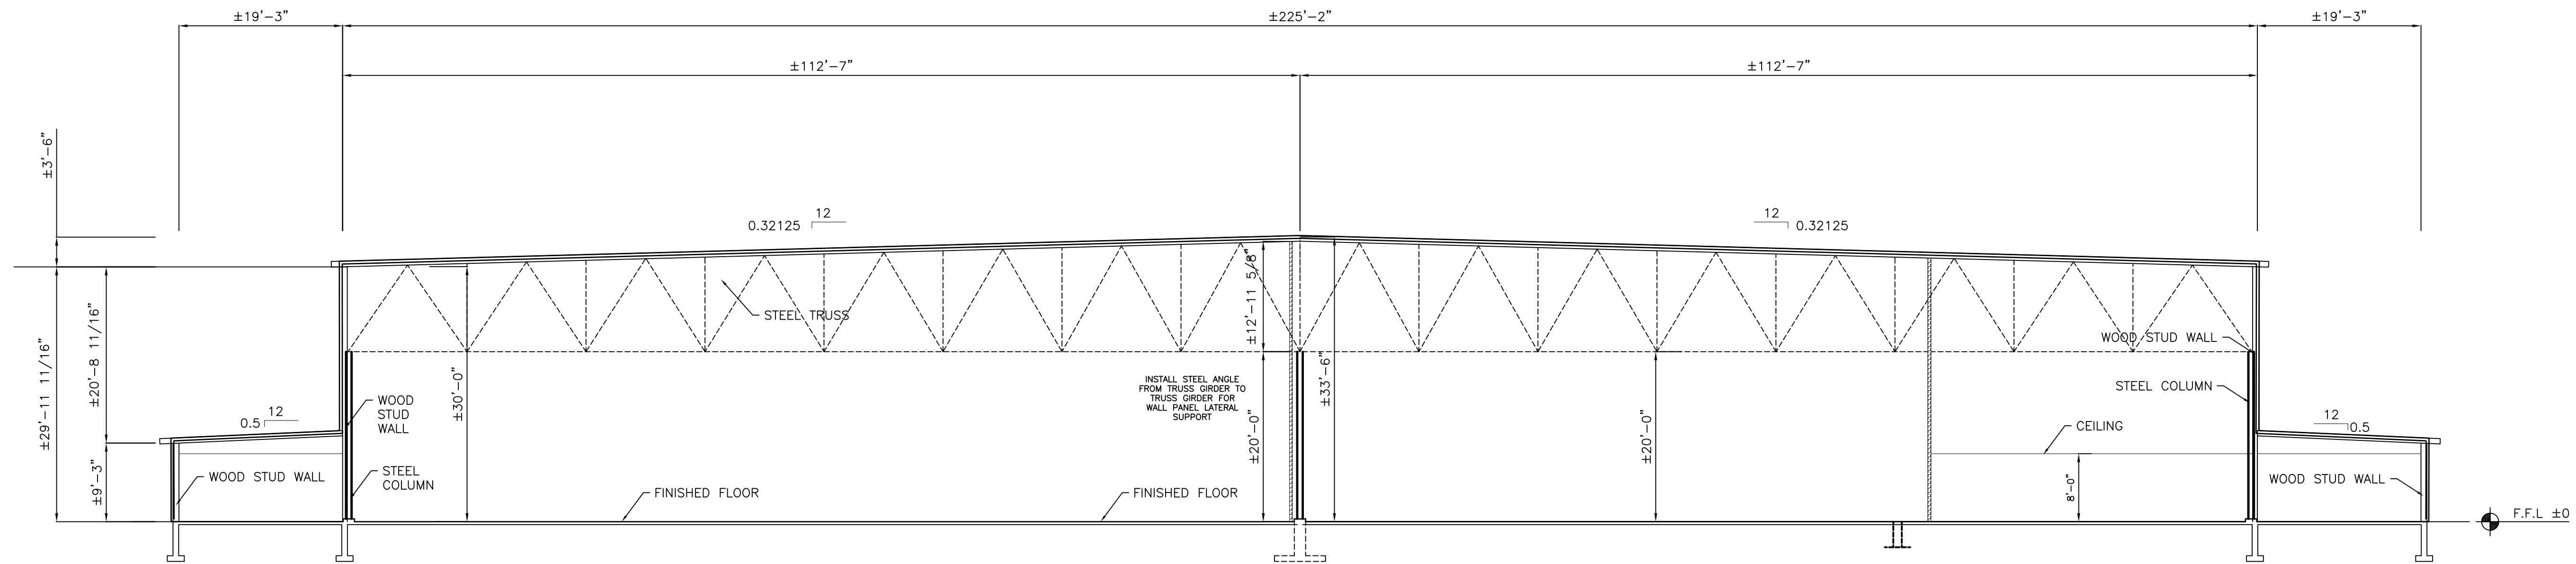 ±19'-3"
±225'-2"
±19'-3"
±112'-7"
±112'-7"
±3'-6"
12
0.32125
12
0.32125
±29'-11 11/16"
±20'-8 11/16"
±9'-3"
12
0.5
WOOD STUD WALL
WOOD
STUD
WALL
STEEL
COLUMN
±30'-0"
STEEL TRUSS
FINISHED FLOOR
FINISHED FLOOR
INSTALL STEEL ANGLE
FROM TRUSS GIRDER TO
TRUSS GIRDER FOR
WALL PANEL LATERAL
SUPPORT
±12'-11 5/8"
±20'-0"
±33'-6"
±20'-0"
CEILING
8'-0"
WOOD STUD WALL
STEEL COLUMN
12
0.5
WOOD STUD WALL
F.F.L ±0